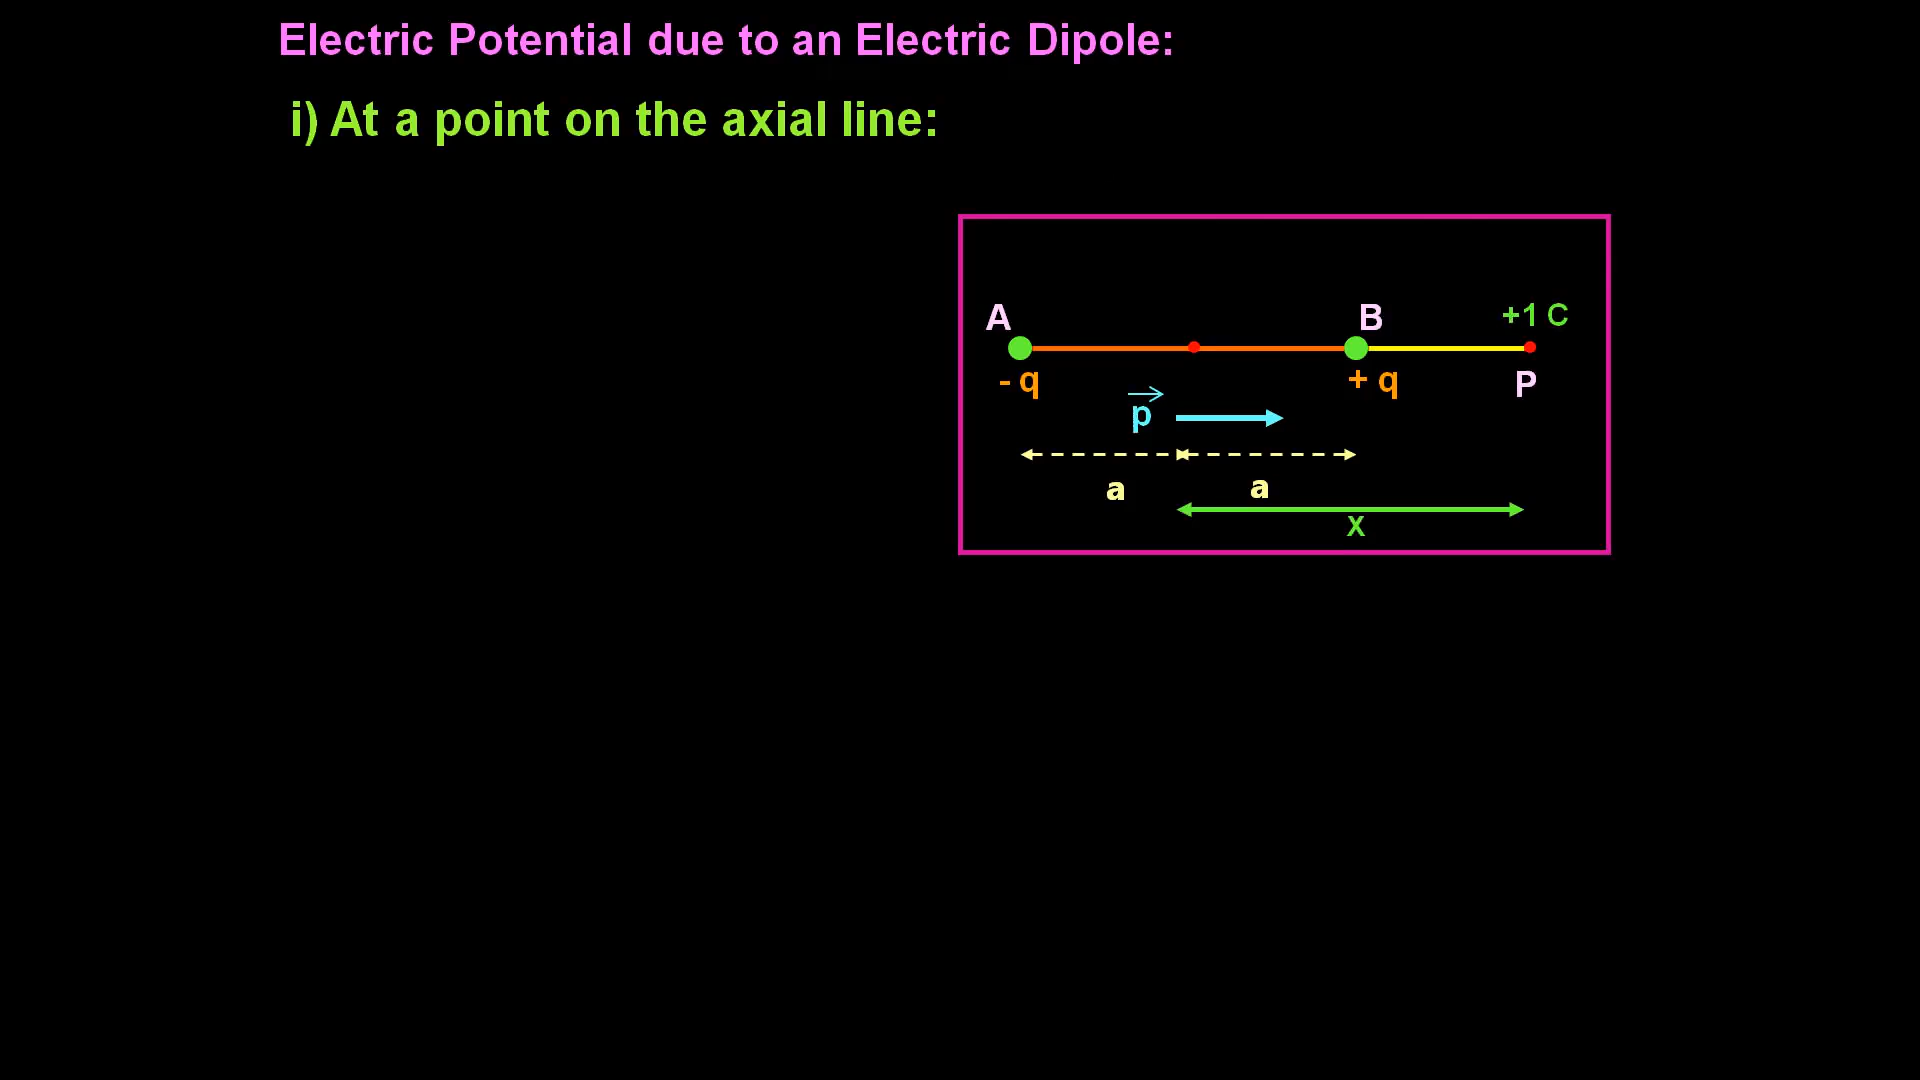 Electric Potential due to an Electric Dipole:
i) At a point on the axial line:
A B +1 C
- q + q P
p
a a
x